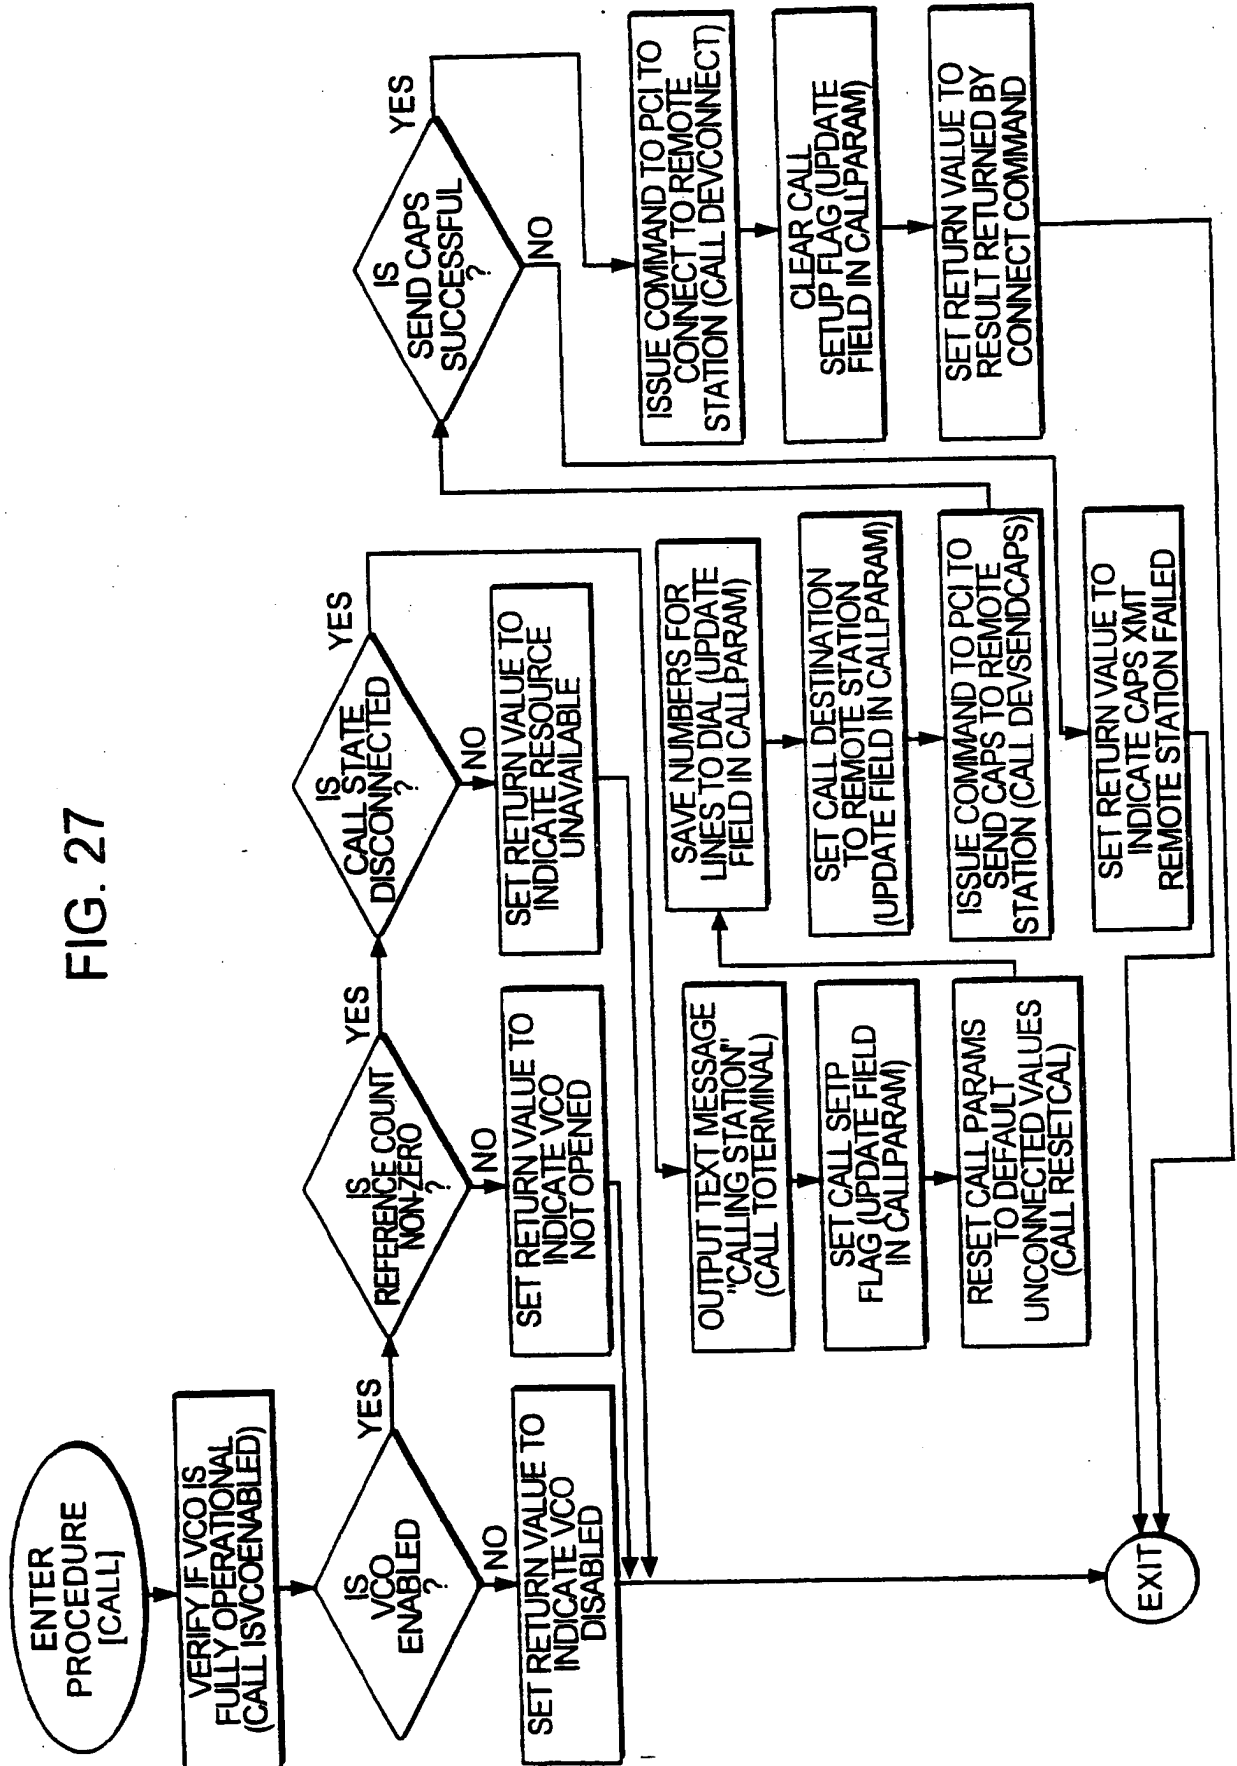 FIG. 27
ENTER
PROCEDURE
[CALL]
VERIFY IF VCO IS
FULLY OPERATIONAL
(CALL ISVCOENABLED)
IS
VCO
ENABLED
?
YES
NO
SET RETURN VALUE TO
INDICATE VCO
DISABLED
IS
REFERENCE COUNT
NON-ZERO
?
YES
NO
SET RETURN VALUE TO
INDICATE VCO
NOT OPENED
IS
CALL STATE
DISCONNECTED
?
YES
NO
SET RETURN VALUE TO
INDICATE RESOURCE
UNAVAILABLE
OUTPUT TEXT MESSAGE
"CALLING STATION"
(CALL TOTERMINAL)
SET CALL SETP
FLAG (UPDATE FIELD
IN CALLPARAM)
RESET CALL PARAMS
TO DEFAULT
UNCONNECTED VALUES
(CALL RESETCAL)
SAVE NUMBERS FOR
LINES TO DIAL (UPDATE
FIELD IN CALLPARAM)
SET CALL DESTINATION
TO REMOTE STATION
(UPDATE FIELD IN CALLPARAM)
ISSUE COMMAND TO PCI TO
SEND CAPS TO REMOTE
STATION (CALL DEVSENDCAPS)
IS
SEND CAPS
SUCCESSFUL
?
YES
NO
SET RETURN VALUE TO
INDICATE CAPS XMT
REMOTE STATION FAILED
ISSUE COMMAND TO PCI TO
CONNECT TO REMOTE
STATION (CALL DEVCONNECT)
CLEAR CALL
SETUP FLAG (UPDATE
FIELD IN CALLPARAM)
SET RETURN VALUE TO
RESULT RETURNED BY
CONNECT COMMAND
EXIT